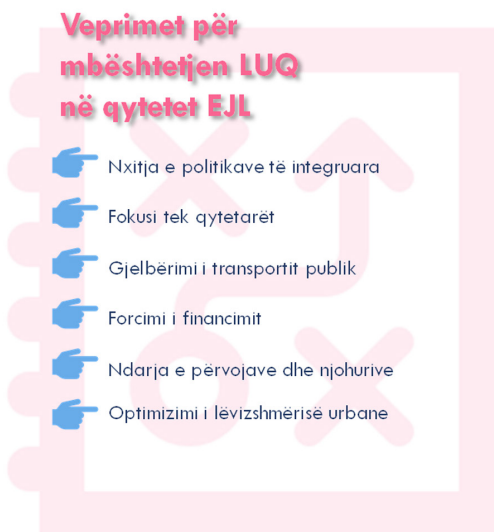 Veprimet për
mbështetjen LUQ
në qytetet EJL
Nxitja e politikave të integruara
Fokusi tek qytetarët
Gjelbërimi i transportit publik
Forcimi i financimit
Ndarja e përvojave dhe njohurive
Optimizimi i lëvizshmërisë urbane